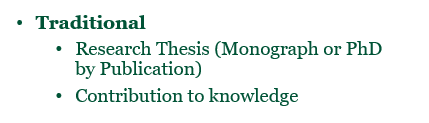 • Traditional
• Research Thesis (Monograph or PhD
by Publication)
• Contribution to knowledge